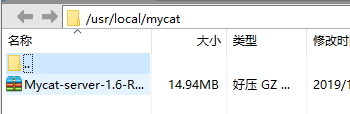 /usr/local/mycat
名称 大小 类型 修改时
..
Mycat-server-1.6-R... 14.94MB 好压 GZ ... 2019/1